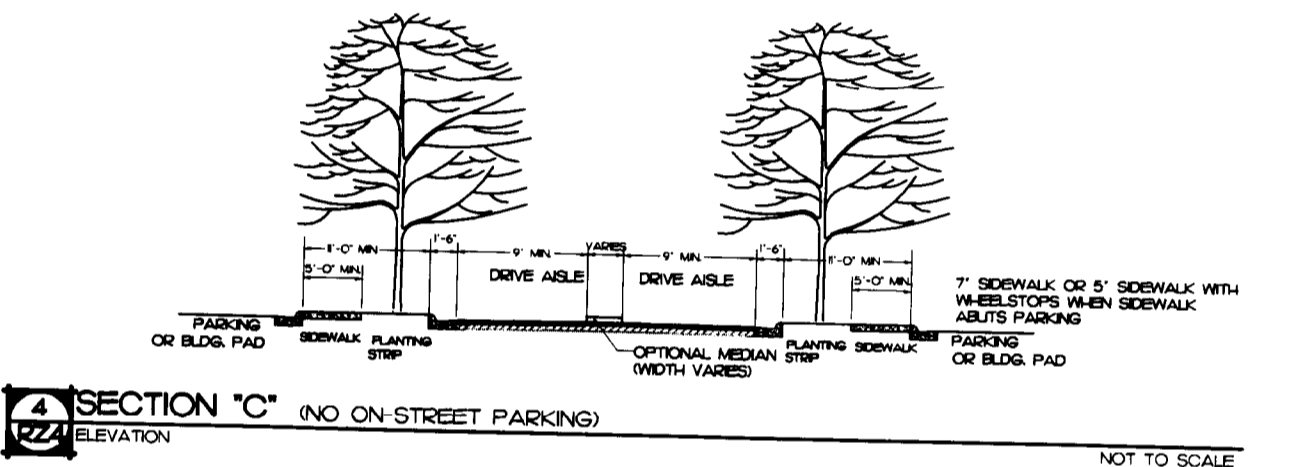 11'-0" MIN.
1'-6"
9' MIN.
VARIES
9' MIN.
1'-6"
11'-0" MIN.
5'-0" MIN.
DRIVE AISLE
DRIVE AISLE
5'-0" MIN.
7' SIDEWALK OR 5' SIDEWALK WITH
WHEELSTOPS WHEN SIDEWALK
ABUTS PARKING
PARKING
OR BLDG. PAD
SIDEWALK
PLANTING
STRIP
OPTIONAL MEDIAN
(WIDTH VARIES)
PLANTING
STRIP
SIDEWALK
PARKING
OR BLDG. PAD
4
RZ4
SECTION "C" (NO ON-STREET PARKING)
ELEVATION
NOT TO SCALE